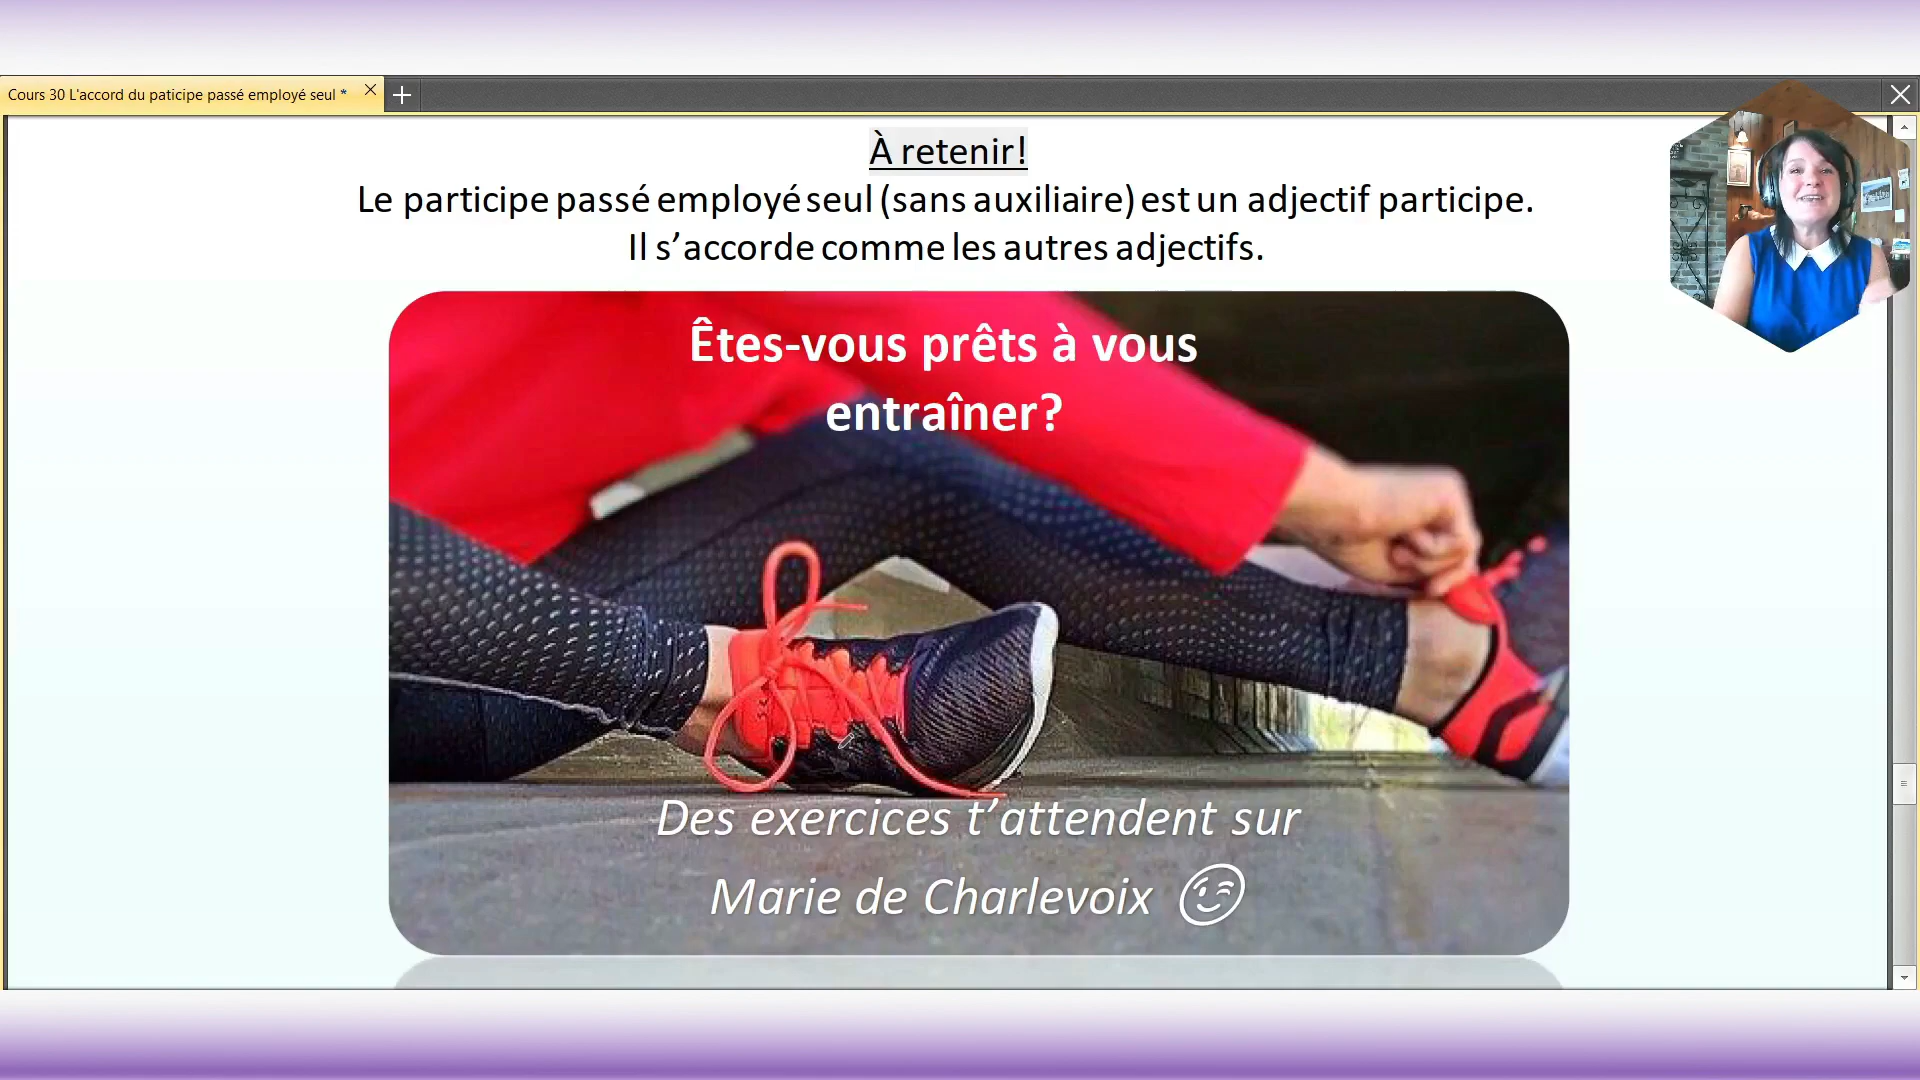 Cours 30 L'accord du paticipe passé employé seul *
À retenir!
Le participe passé employé seul (sans auxiliaire) est un adjectif participe.
Il s’accorde comme les autres adjectifs.
Êtes-vous prêts à vous
entraîner?
Des exercices t’attendent sur
Marie de Charlevoix